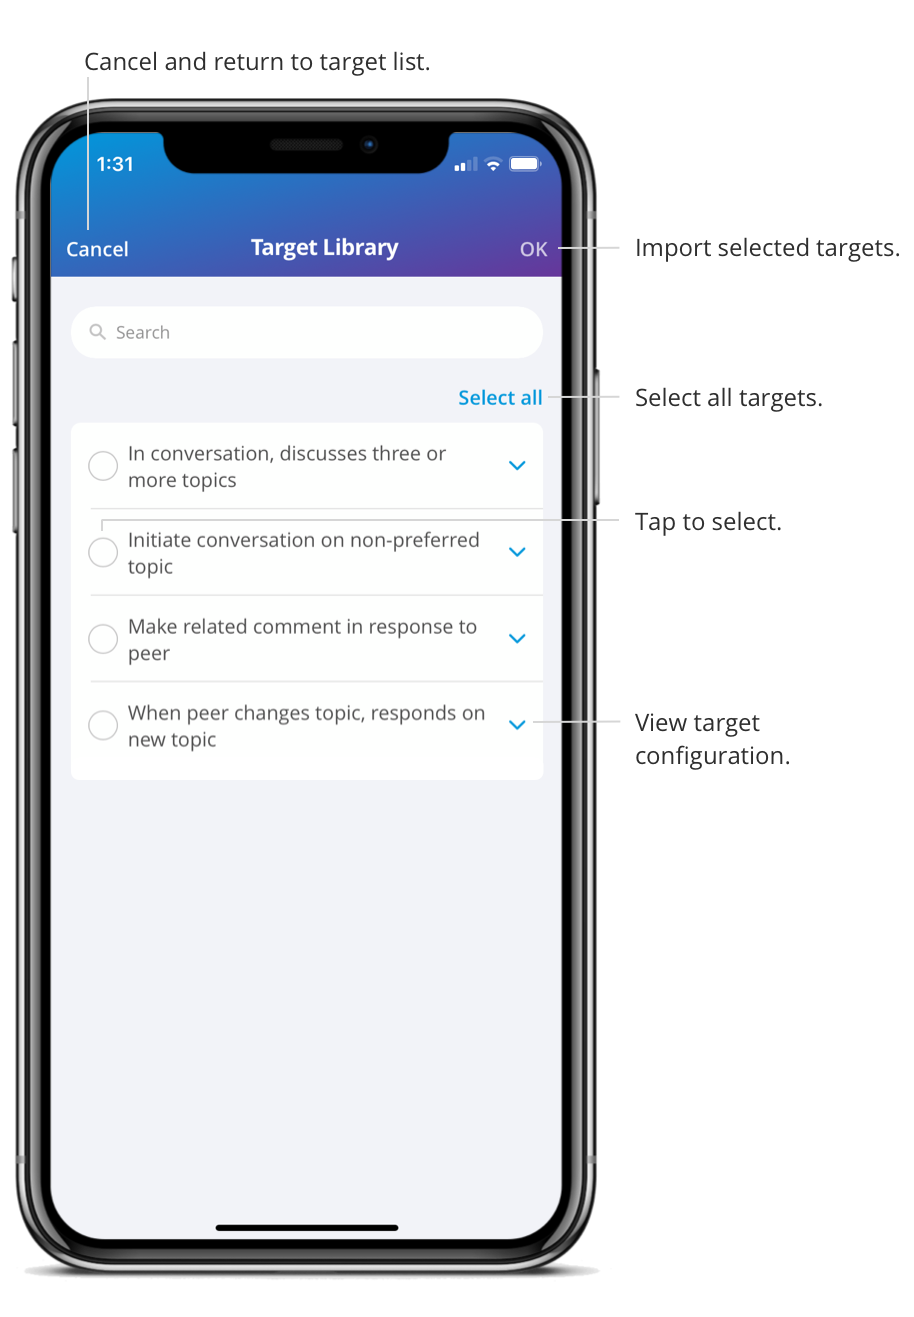 Cancel and return to target list.
1:31
Cancel
Target Library
OK
Import selected targets.
Search
Select all
Select all targets.
In conversation, discusses three or
more topics
Tap to select.
Initiate conversation on non-preferred
topic
Make related comment in response to
peer
When peer changes topic, responds on
new topic
View target
configuration.